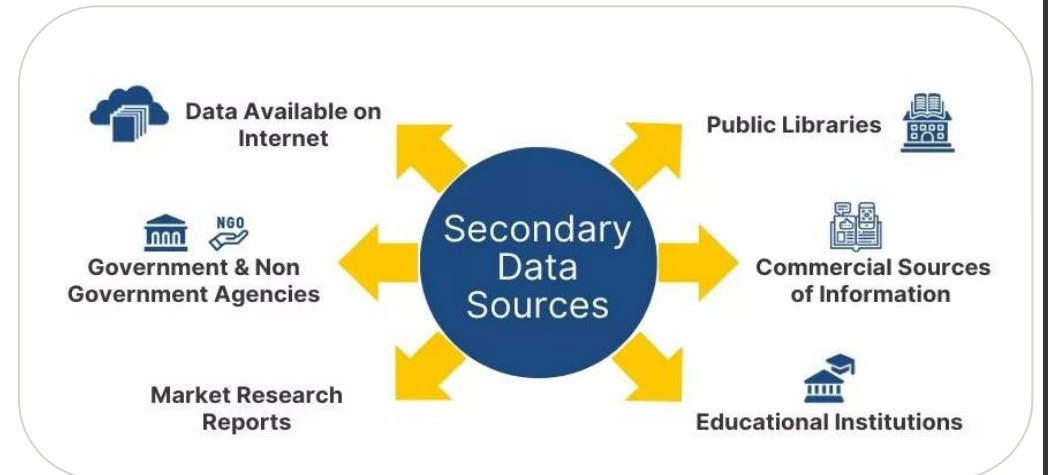 Data Available on
Internet
Public Libraries
NGO
Government & Non
Government Agencies
Secondary
Data
Sources
Commercial Sources
of Information
Market Research
Reports
Educational Institutions